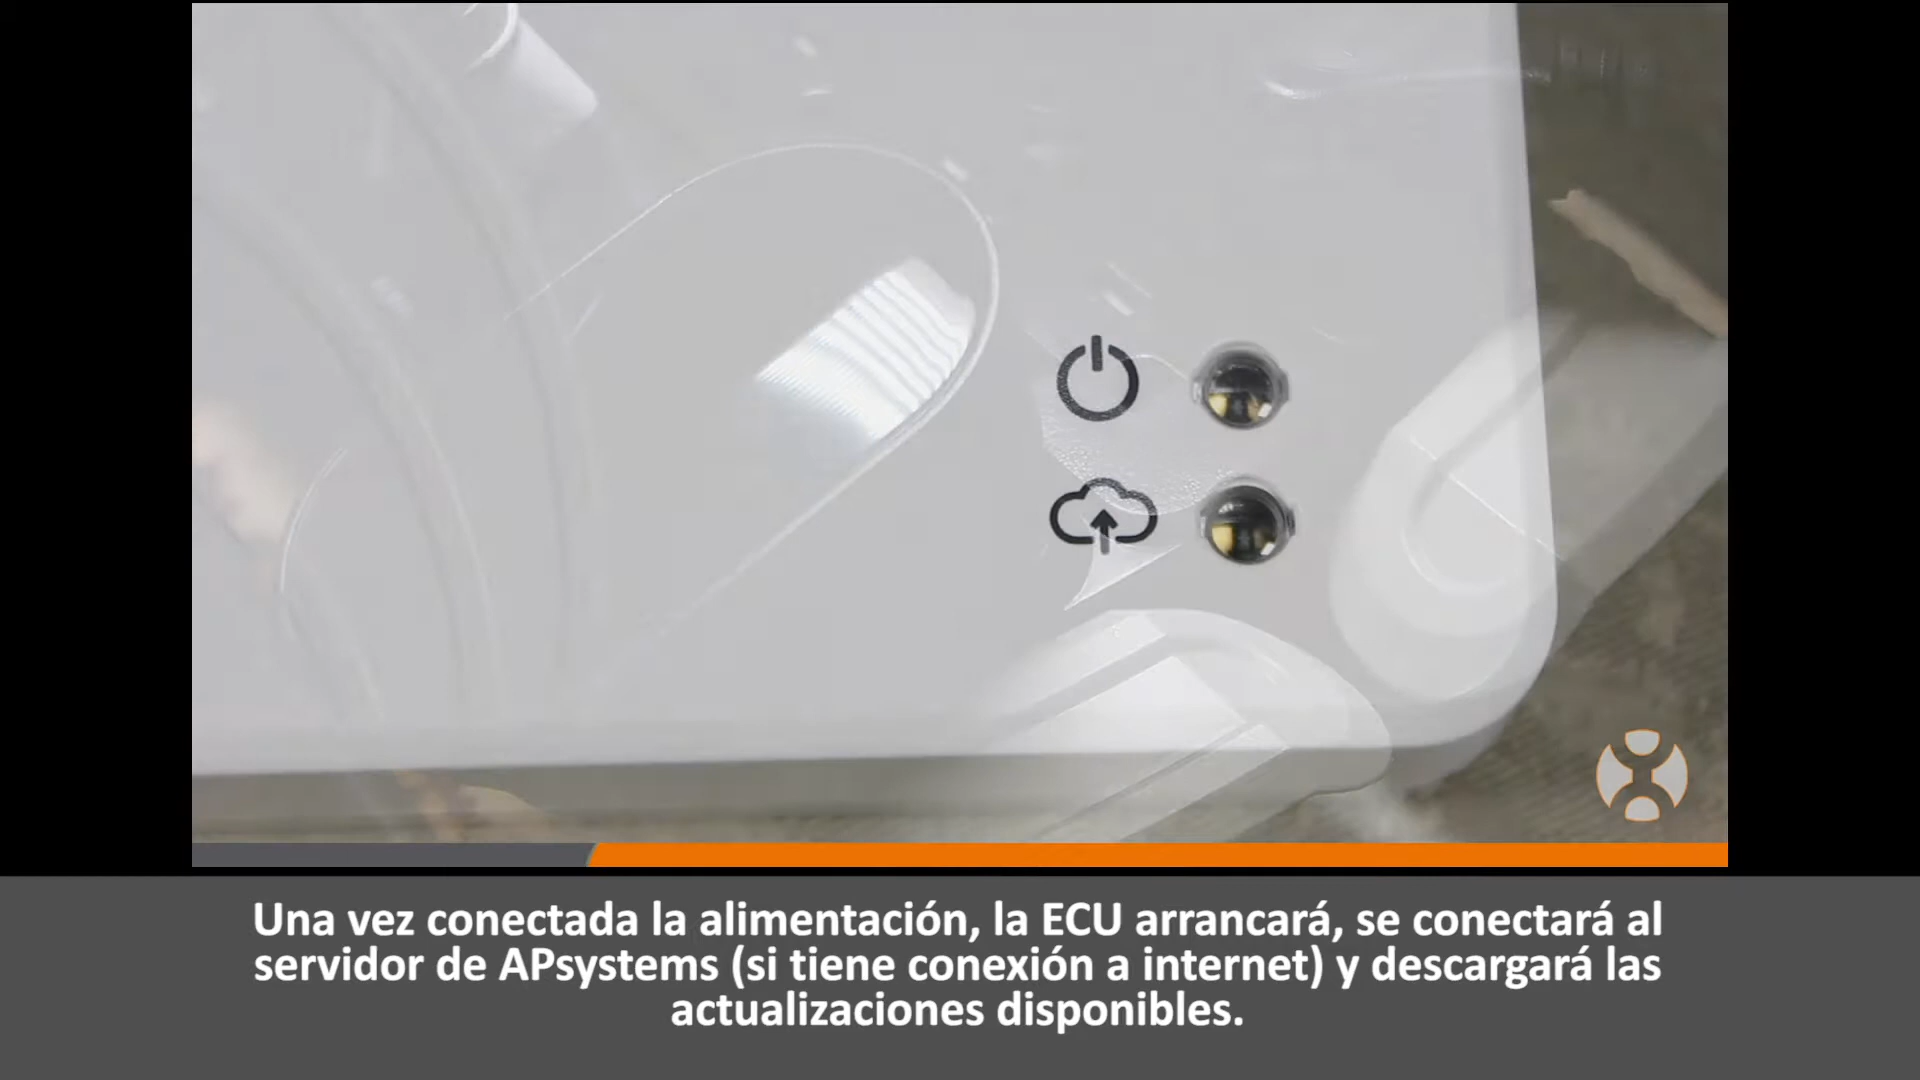 Una vez conectada la alimentación, la ECU arrancará, se conectará al
servidor de APsystems (si tiene conexión a internet) y descargará las
actualizaciones disponibles.